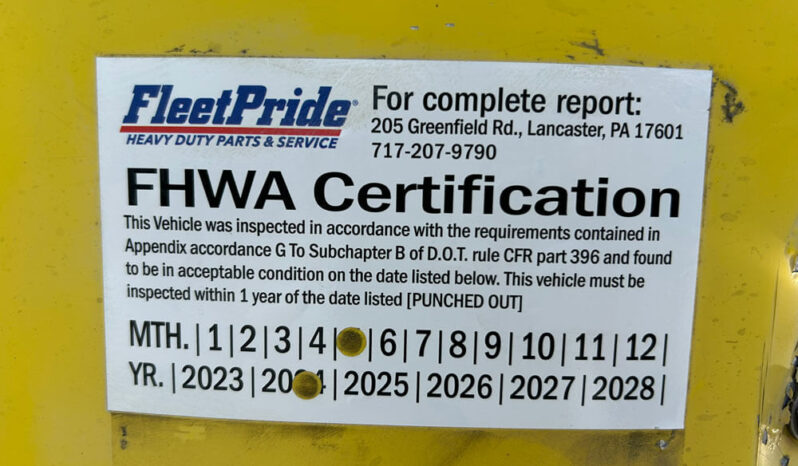 FleetPride®
HEAVY DUTY PARTS & SERVICE
For complete report:
205 Greenfield Rd., Lancaster, PA 17601
717-207-9790
FHWA Certification
This Vehicle was inspected in accordance with the requirements contained in
Appendix accordance G To Subchapter B of D.O.T. rule CFR part 396 and found
to be in acceptable condition on the date listed below. This vehicle must be
inspected within 1 year of the date listed [PUNCHED OUT]
MTH. | 1 | 2 | 3 | 4 | | 6 | 7 | 8 | 9 | 10 | 11 | 12 |
YR. | 2023 | 2024 | 2025 | 2026 | 2027 | 2028 |